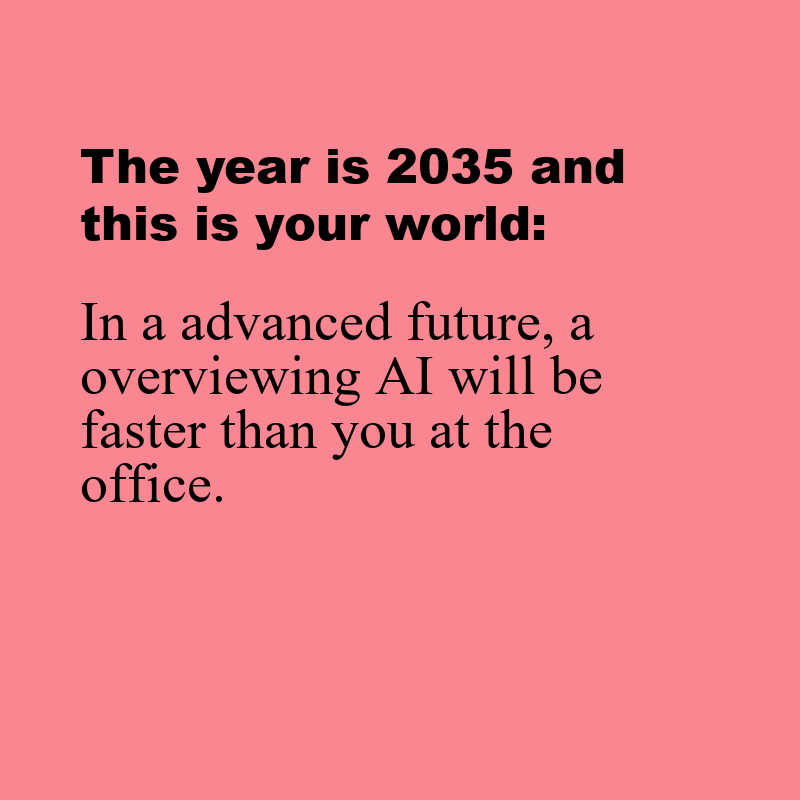 The year is 2035 and
this is your world:
In a advanced future, a
overviewing AI will be
faster than you at the
office.